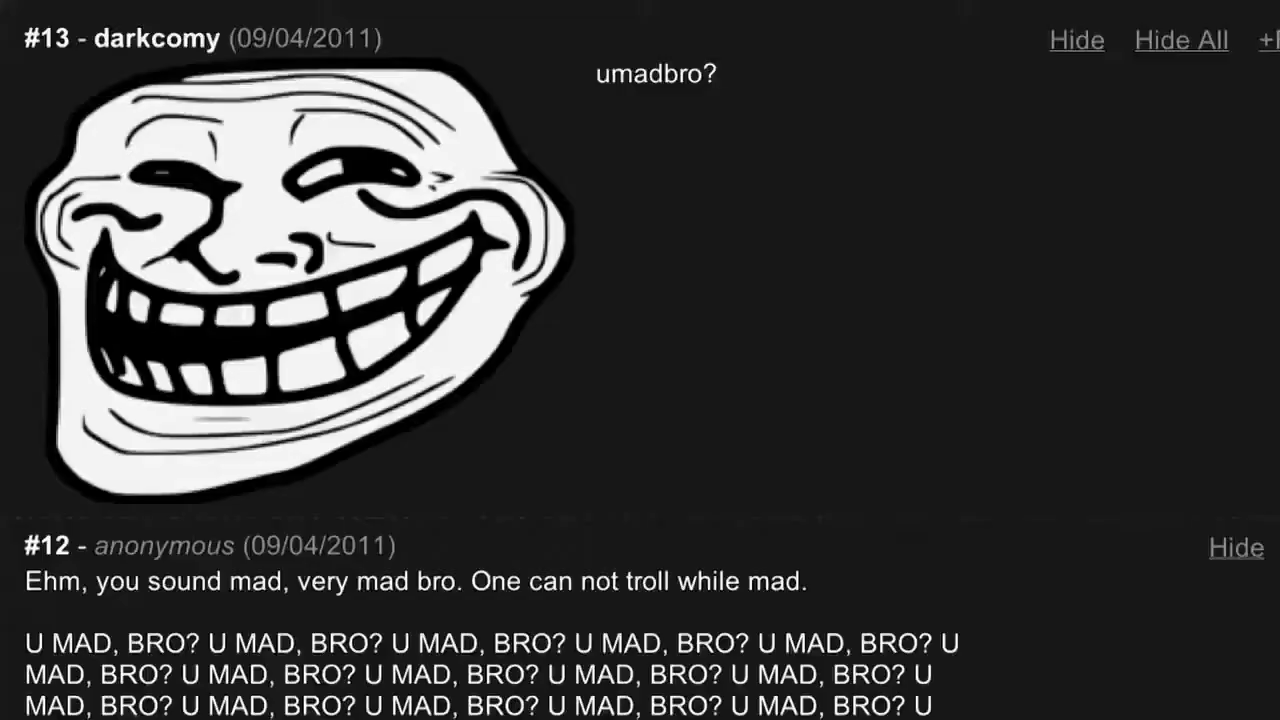 #13 - darkcomy (09/04/2011) Hide Hide All
umadbro?
#12 - anonymous (09/04/2011) Hide
Ehm, you sound mad, very mad bro. One can not troll while mad.
U MAD, BRO? U MAD, BRO? U MAD, BRO? U MAD, BRO? U MAD, BRO? U
MAD, BRO? U MAD, BRO? U MAD, BRO? U MAD, BRO? U MAD, BRO? U
MAD, BRO? U MAD, BRO? U MAD, BRO? U MAD, BRO? U MAD, BRO? U